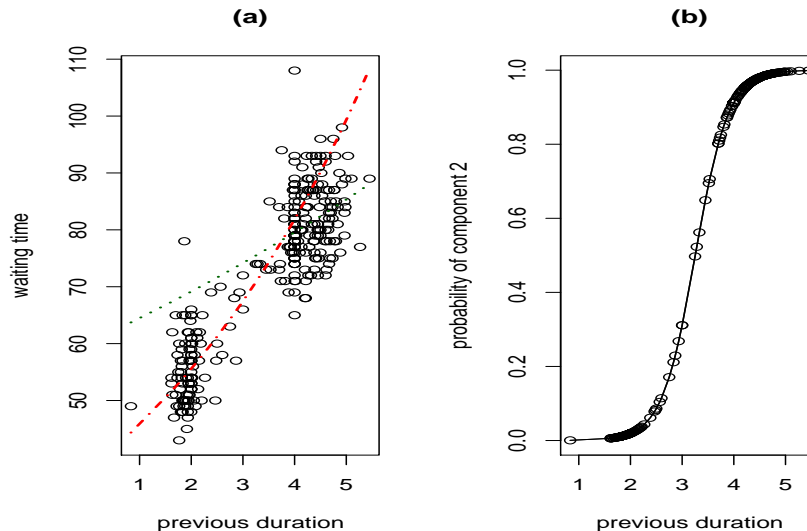 (a)
waiting time
110
100
90
80
70
60
50
1 2 3 4 5
previous duration
(b)
probability of component 2
1.0
0.8
0.6
0.4
0.2
0.0
1 2 3 4 5
previous duration